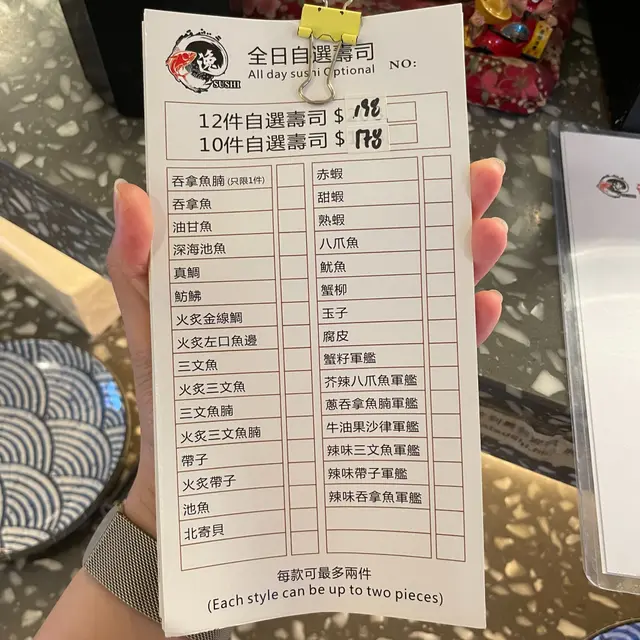 逸
SUSHI
全日自選壽司
All day sushi optional
NO:
12件自選壽司 $ 198
10件自選壽司 $ 178
吞拿魚腩 (只限1件)
吞拿魚
油甘魚
深海池魚
真鯛
魴鮄
火炙金線鯛
火炙左口魚邊
三文魚
火炙三文魚
三文魚腩
火炙三文魚腩
帶子
火炙帶子
池魚
北寄貝
赤蝦
甜蝦
熟蝦
八爪魚
魷魚
蟹柳
玉子
腐皮
蟹籽軍艦
芥辣八爪魚軍艦
蔥吞拿魚腩軍艦
牛油果沙律軍艦
辣味三文魚軍艦
辣味帶子軍艦
辣味吞拿魚軍艦
每款可最多兩件
(Each style can be up to two pieces)